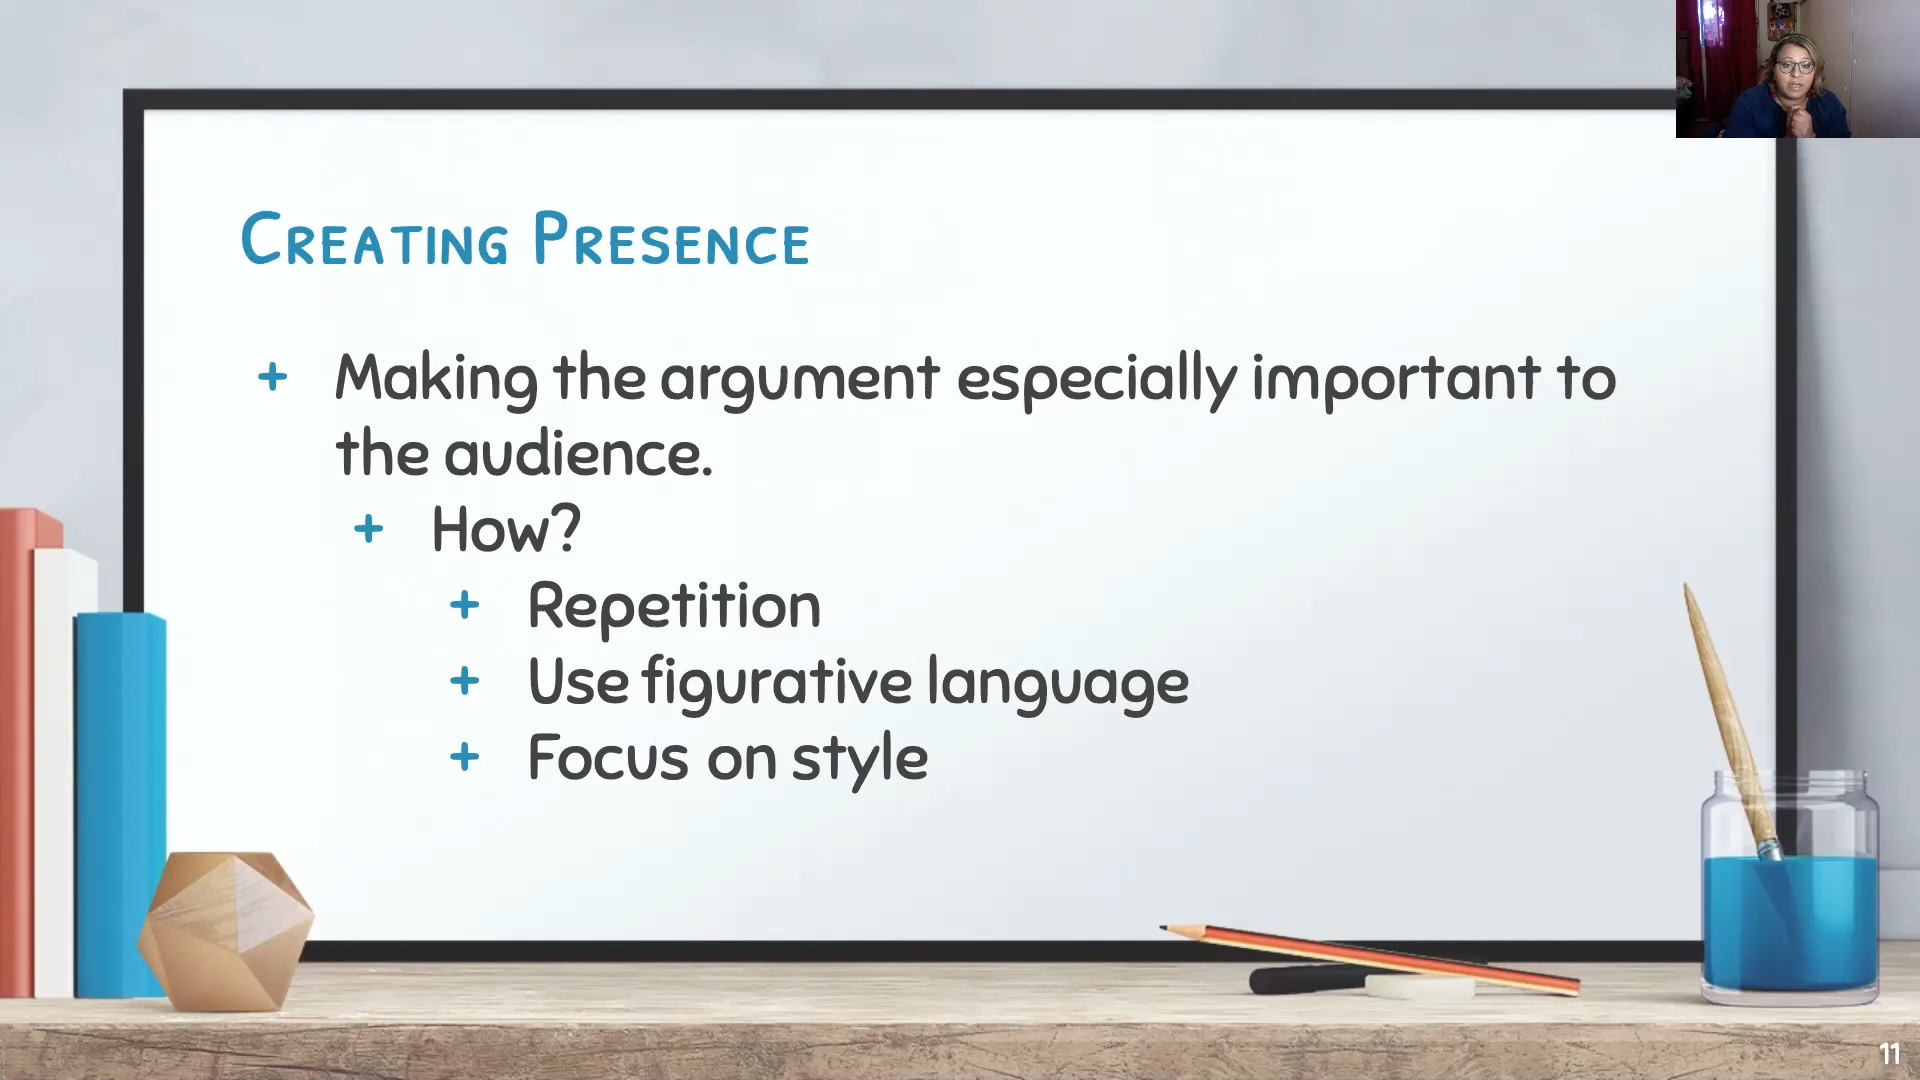 Creating Presence
+ Making the argument especially important to
the audience.
+ How?
+ Repetition
+ Use figurative language
+ Focus on style
11